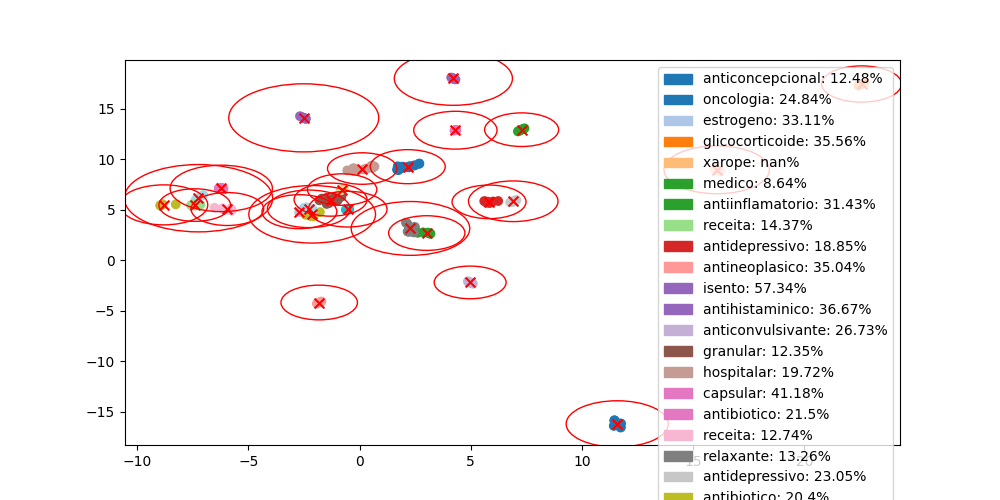 15
10
5
0
−5
−10
−15
−10
−5
0
5
10
15
20
anticoncepcional: 12.48%
oncologia: 24.84%
estrogeno: 33.11%
glicocorticoide: 35.56%
xarope: nan%
medico: 8.64%
antiinflamatorio: 31.43%
receita: 14.37%
antidepressivo: 18.85%
antineoplasico: 35.04%
isento: 57.34%
antihistaminico: 36.67%
anticonvulsivante: 26.73%
granular: 12.35%
hospitalar: 19.72%
capsular: 41.18%
antibiotico: 21.5%
receita: 12.74%
relaxante: 13.26%
antidepressivo: 23.05%
antibiotico: 20.4%